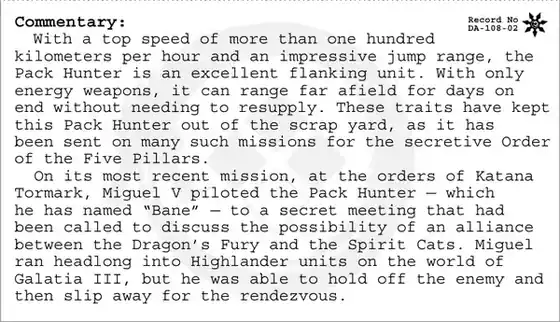 Commentary:
Record No
DA-108-02
With a top speed of more than one hundred
kilometers per hour and an impressive jump range, the
Pack Hunter is an excellent flanking unit. With only
energy weapons, it can range far afield for days on
end without needing to resupply. These traits have kept
this Pack Hunter out of the scrap yard, as it has
been sent on many such missions for the secretive Order
of the Five Pillars.
On its most recent mission, at the orders of Katana
Tormark, Miguel V piloted the Pack Hunter — which
he has named “Bane” — to a secret meeting that had
been called to discuss the possibility of an alliance
between the Dragon’s Fury and the Spirit Cats. Miguel
ran headlong into Highlander units on the world of
Galatia III, but he was able to hold off the enemy and
then slip away for the rendezvous.